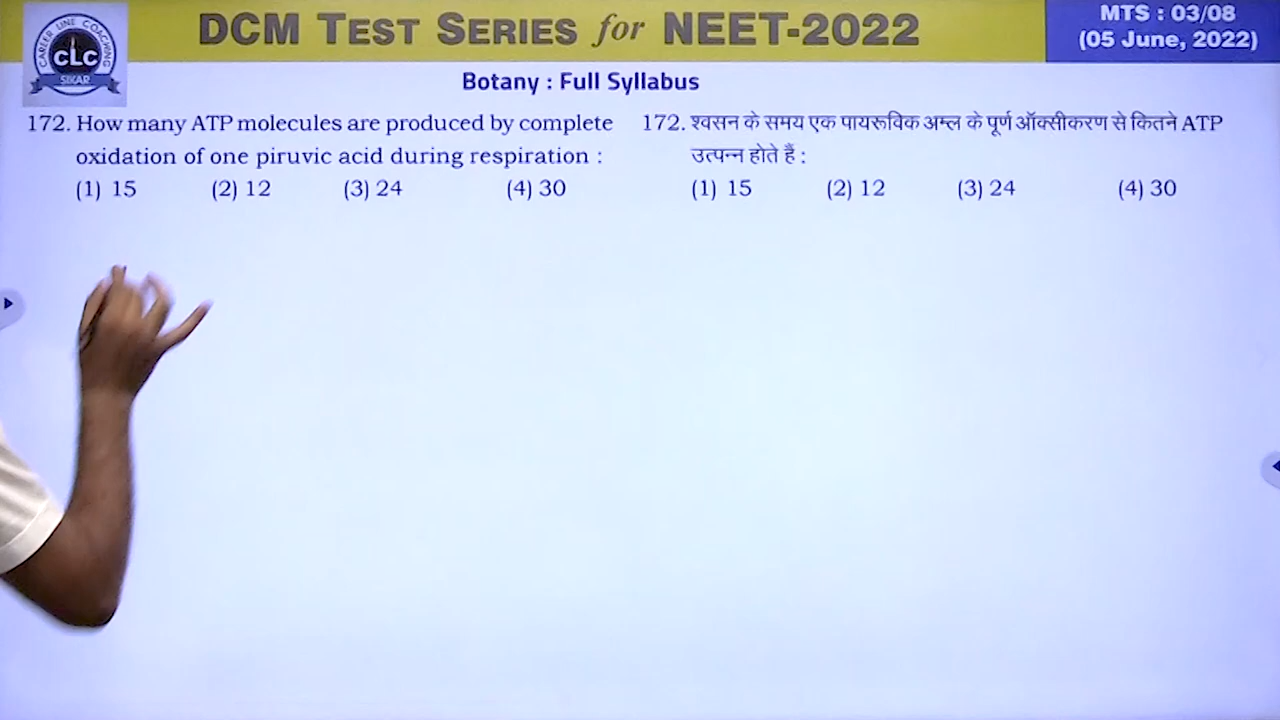 CAREER LINE COACHING
CLC
SIKAR
DCM TEST SERIES for NEET-2022
MTS : 03/08
(05 June, 2022)
Botany : Full Syllabus
172. How many ATP molecules are produced by complete
oxidation of one piruvic acid during respiration :
(1) 15 (2) 12 (3) 24 (4) 30
172. श्वसन के समय एक पायरूविक अम्ल के पूर्ण ऑक्सीकरण से कितने ATP
उत्पन्न होते हैं :
(1) 15 (2) 12 (3) 24 (4) 30